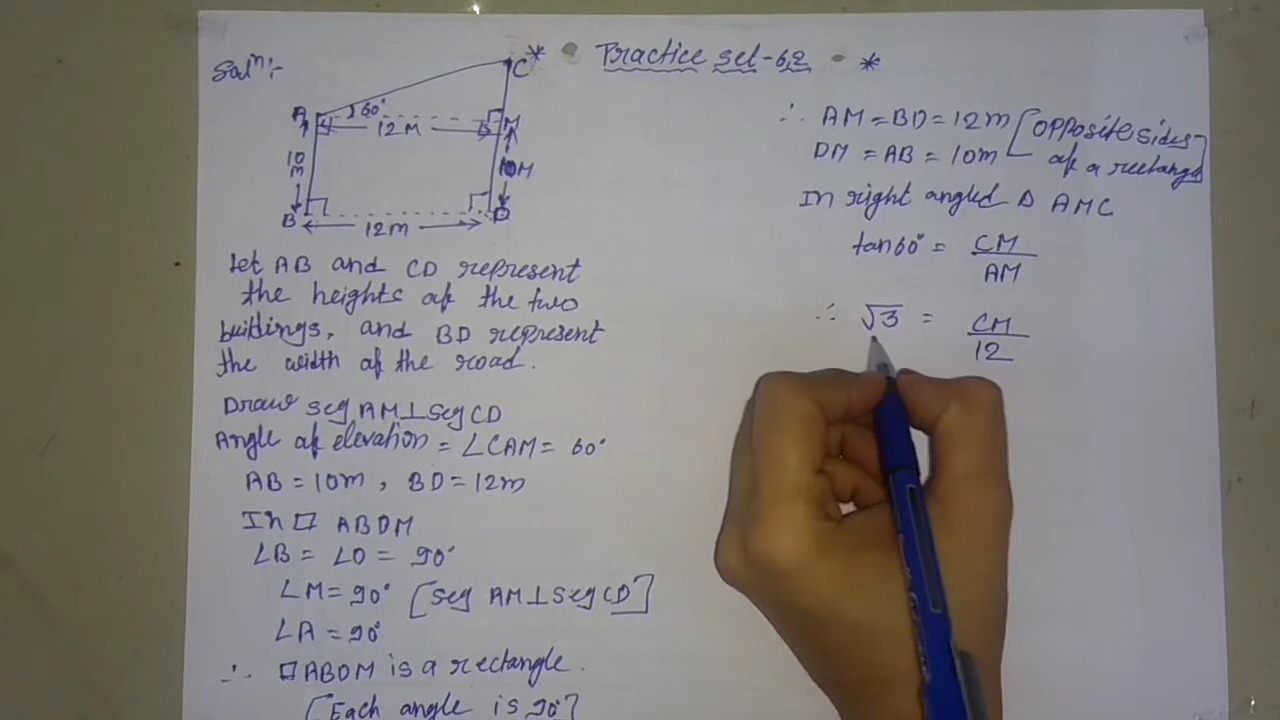 * Practice set-6.2 *
Solⁿ:-
C
A 60° M
12 M
10 m
10M
B D
12m
Let AB and CD represent
the heights of the two
buildings, and BD represent
the width of the road.
Draw seg AM⊥seg CD
Angle of elevation = ∠CAM = 60°
AB = 10m, BD = 12m
In □ ABDM
∠B = ∠D = 90°
∠M = 90° [seg AM⊥seg CD]
∠A = 90°
∴ □ABDM is a rectangle.
[Each angle is 90°]
∴ AM = BD = 12m [opposite sides
DM = AB = 10m of a rectangle]
In right angled Δ AMC
tan60° = CM
AM
∴ √3 = CM
12